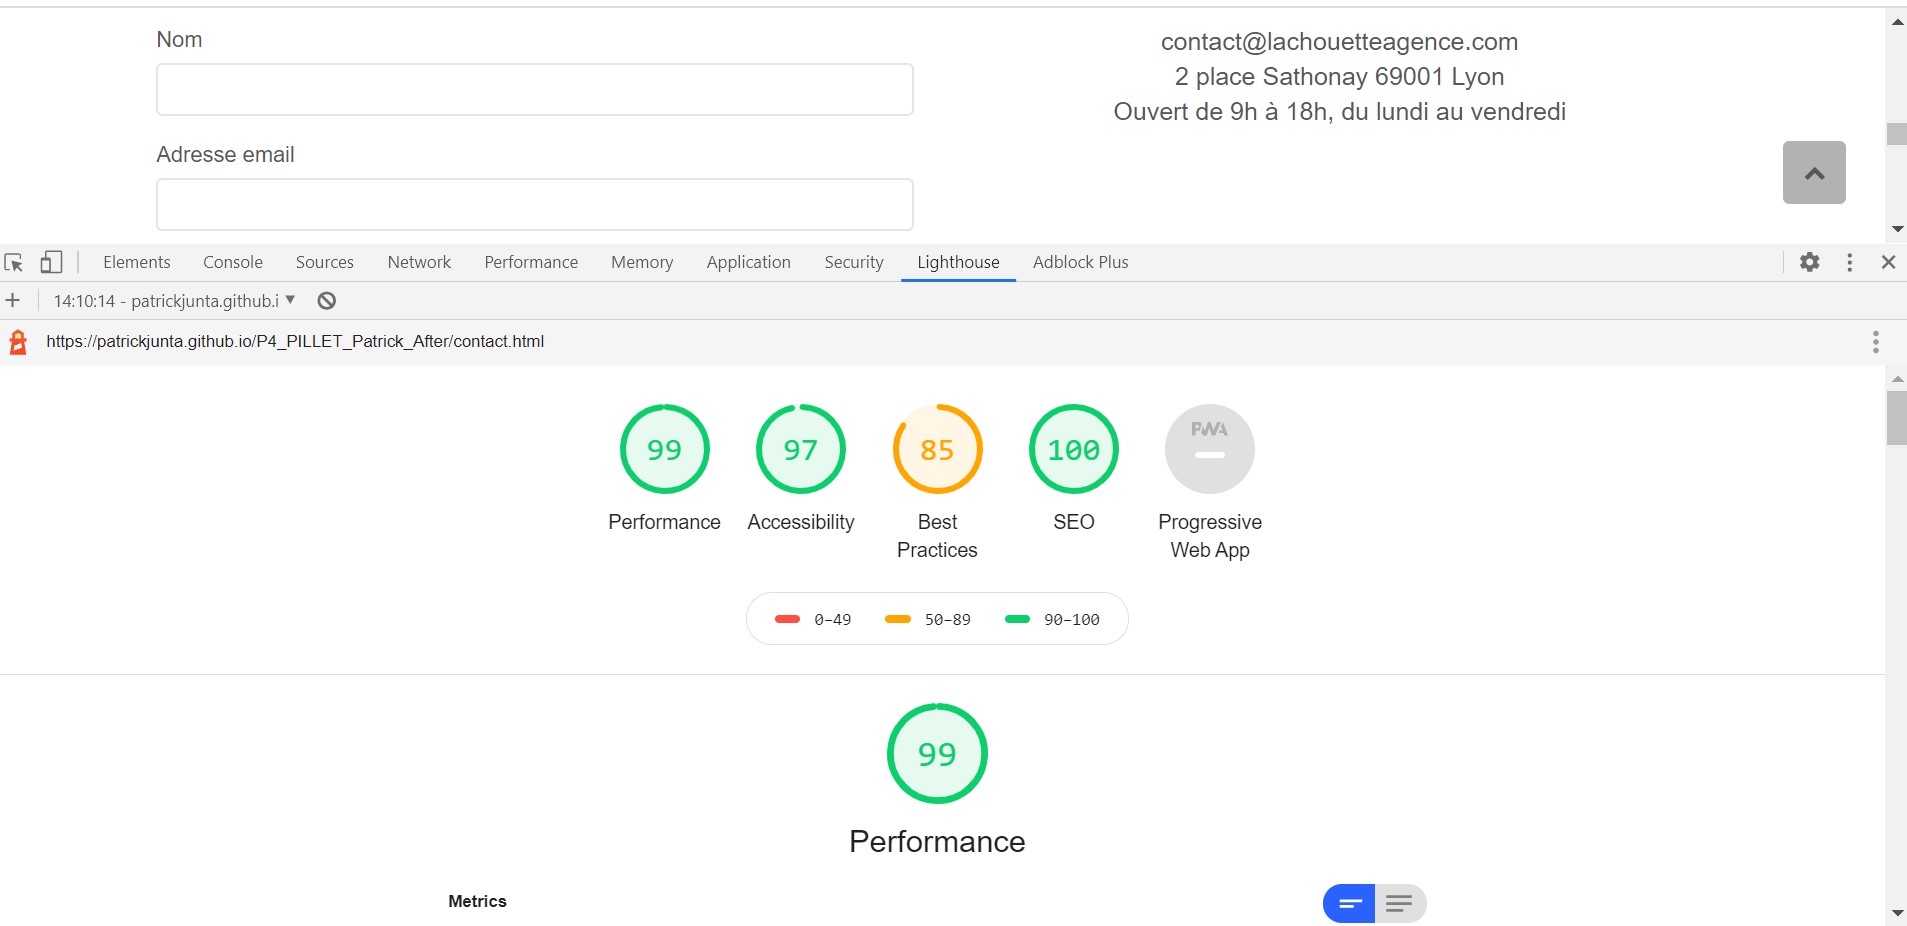 Nom
Adresse email
contact@lachouetteagence.com
2 place Sathonay 69001 Lyon
Ouvert de 9h à 18h, du lundi au vendredi
Elements Console Sources Network Performance Memory Application Security Lighthouse Adblock Plus
14:10:14 - patrickjunta.github.i
https://patrickjunta.github.io/P4_PILLET_Patrick_After/contact.html
99 97 85 100 PWA
Performance Accessibility Best Practices SEO Progressive Web App
0–49 50–89 90–100
99
Performance
Metrics